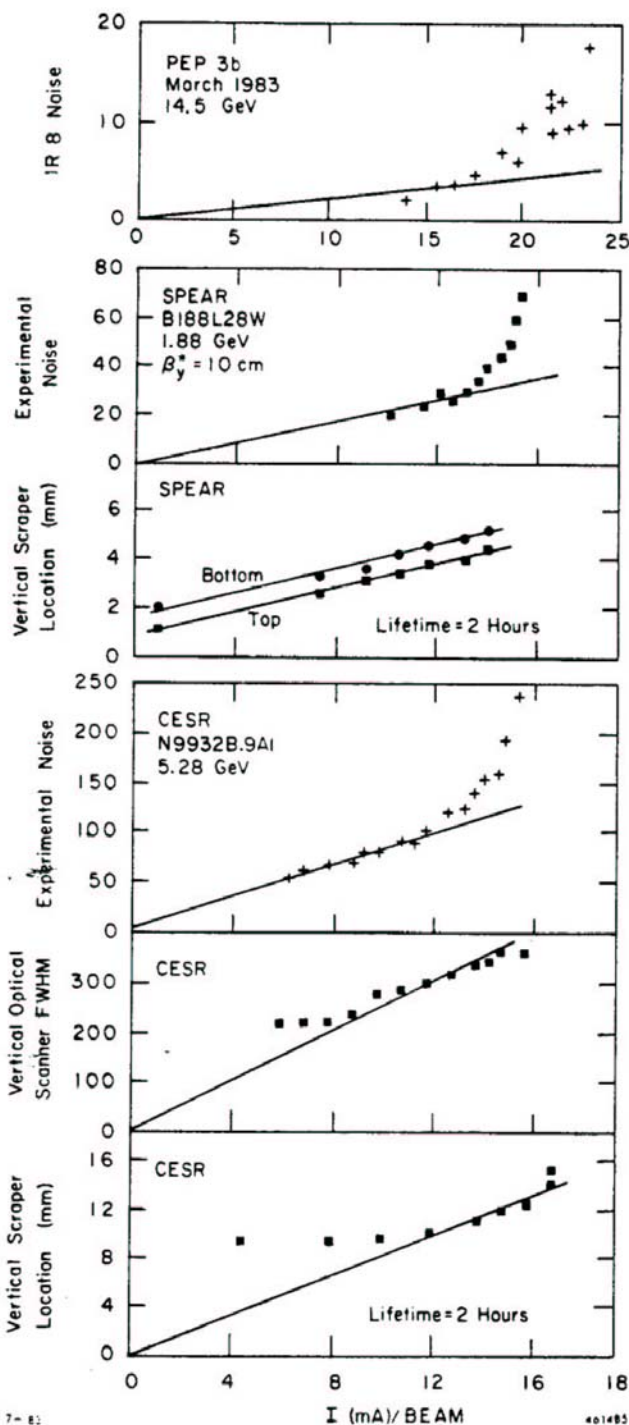 20
10
0
IR 8 Noise
PEP 3b
March 1983
14.5 GeV
0 5 10 15 20 25
80
60
40
20
0
Experimental
Noise
SPEAR
B188L28W
1.88 GeV
β*y = 10 cm
6
4
2
0
Vertical Scraper
Location (mm)
SPEAR
Bottom
Top
Lifetime = 2 Hours
250
200
150
100
50
0
Experimental Noise
CESR
N9932B.9A1
5.28 GeV
300
200
100
0
Vertical Optical
Scanner FWHM
CESR
16
12
8
4
0
Vertical Scraper
Location (mm)
CESR
Lifetime = 2 Hours
0 4 8 12 16 18
I (mA)/BEAM